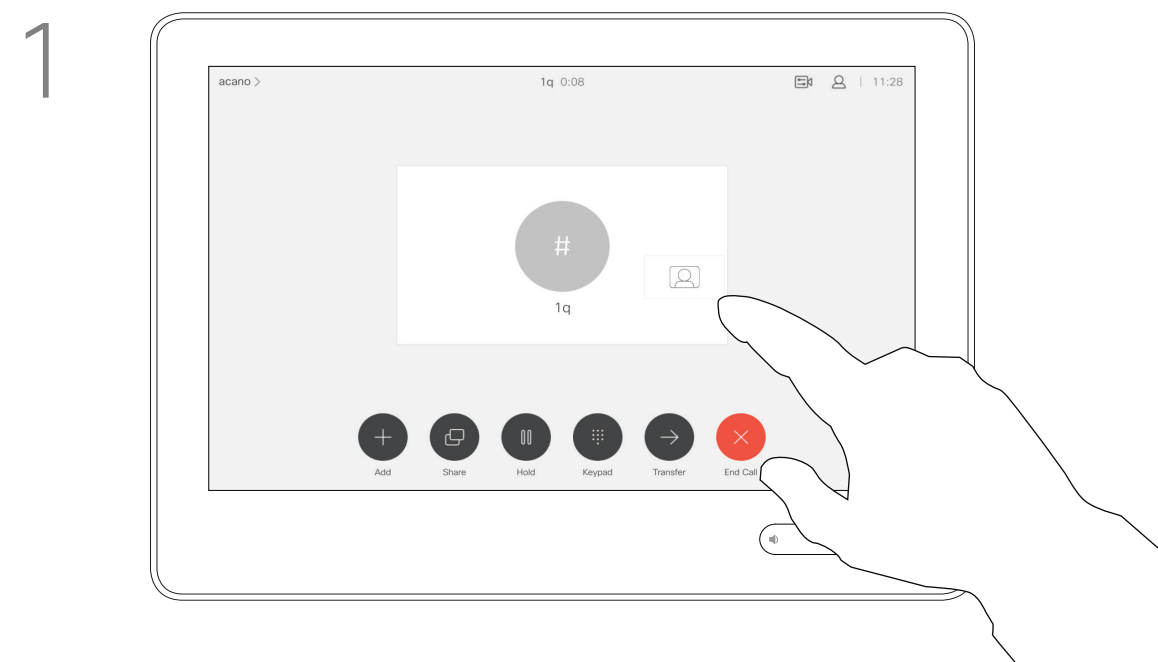 1
acano >
1q 0:08
11:28
#
1q
Add
Share
Hold
Keypad
Transfer
End Call